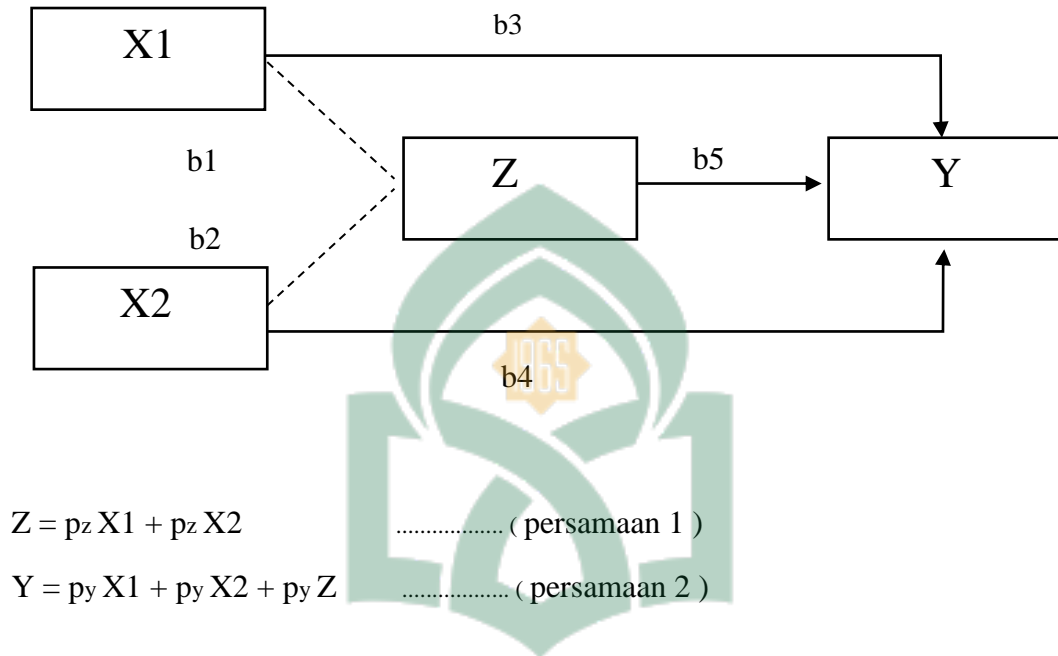 b3
X1
b1
Z
b5
Y
b2
X2
b4
1965
Z = pz X1 + pz X2 .................. ( persamaan 1 )
Y = py X1 + py X2 + py Z .................. ( persamaan 2 )